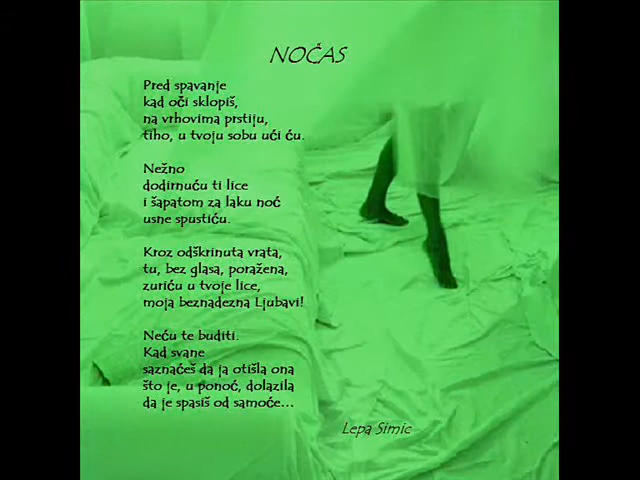 NOĆAS
Pred spavanje
kad oči sklopiš,
na vrhovima prstiju,
tiho, u tvoju sobu ući ću.
Nežno
dodirnuću ti lice
i šapatom za laku noć
usne spustiću.
Kroz odškrinuta vrata,
tu, bez glasa, poražena,
zuriću u tvoje lice,
moja beznadezna Ljubavi!
Neću te buditi.
Kad svane
saznaćeš da ja otišla ona
što je, u ponoć, dolazila
da je spasiš od samoće...
Lepa Simic